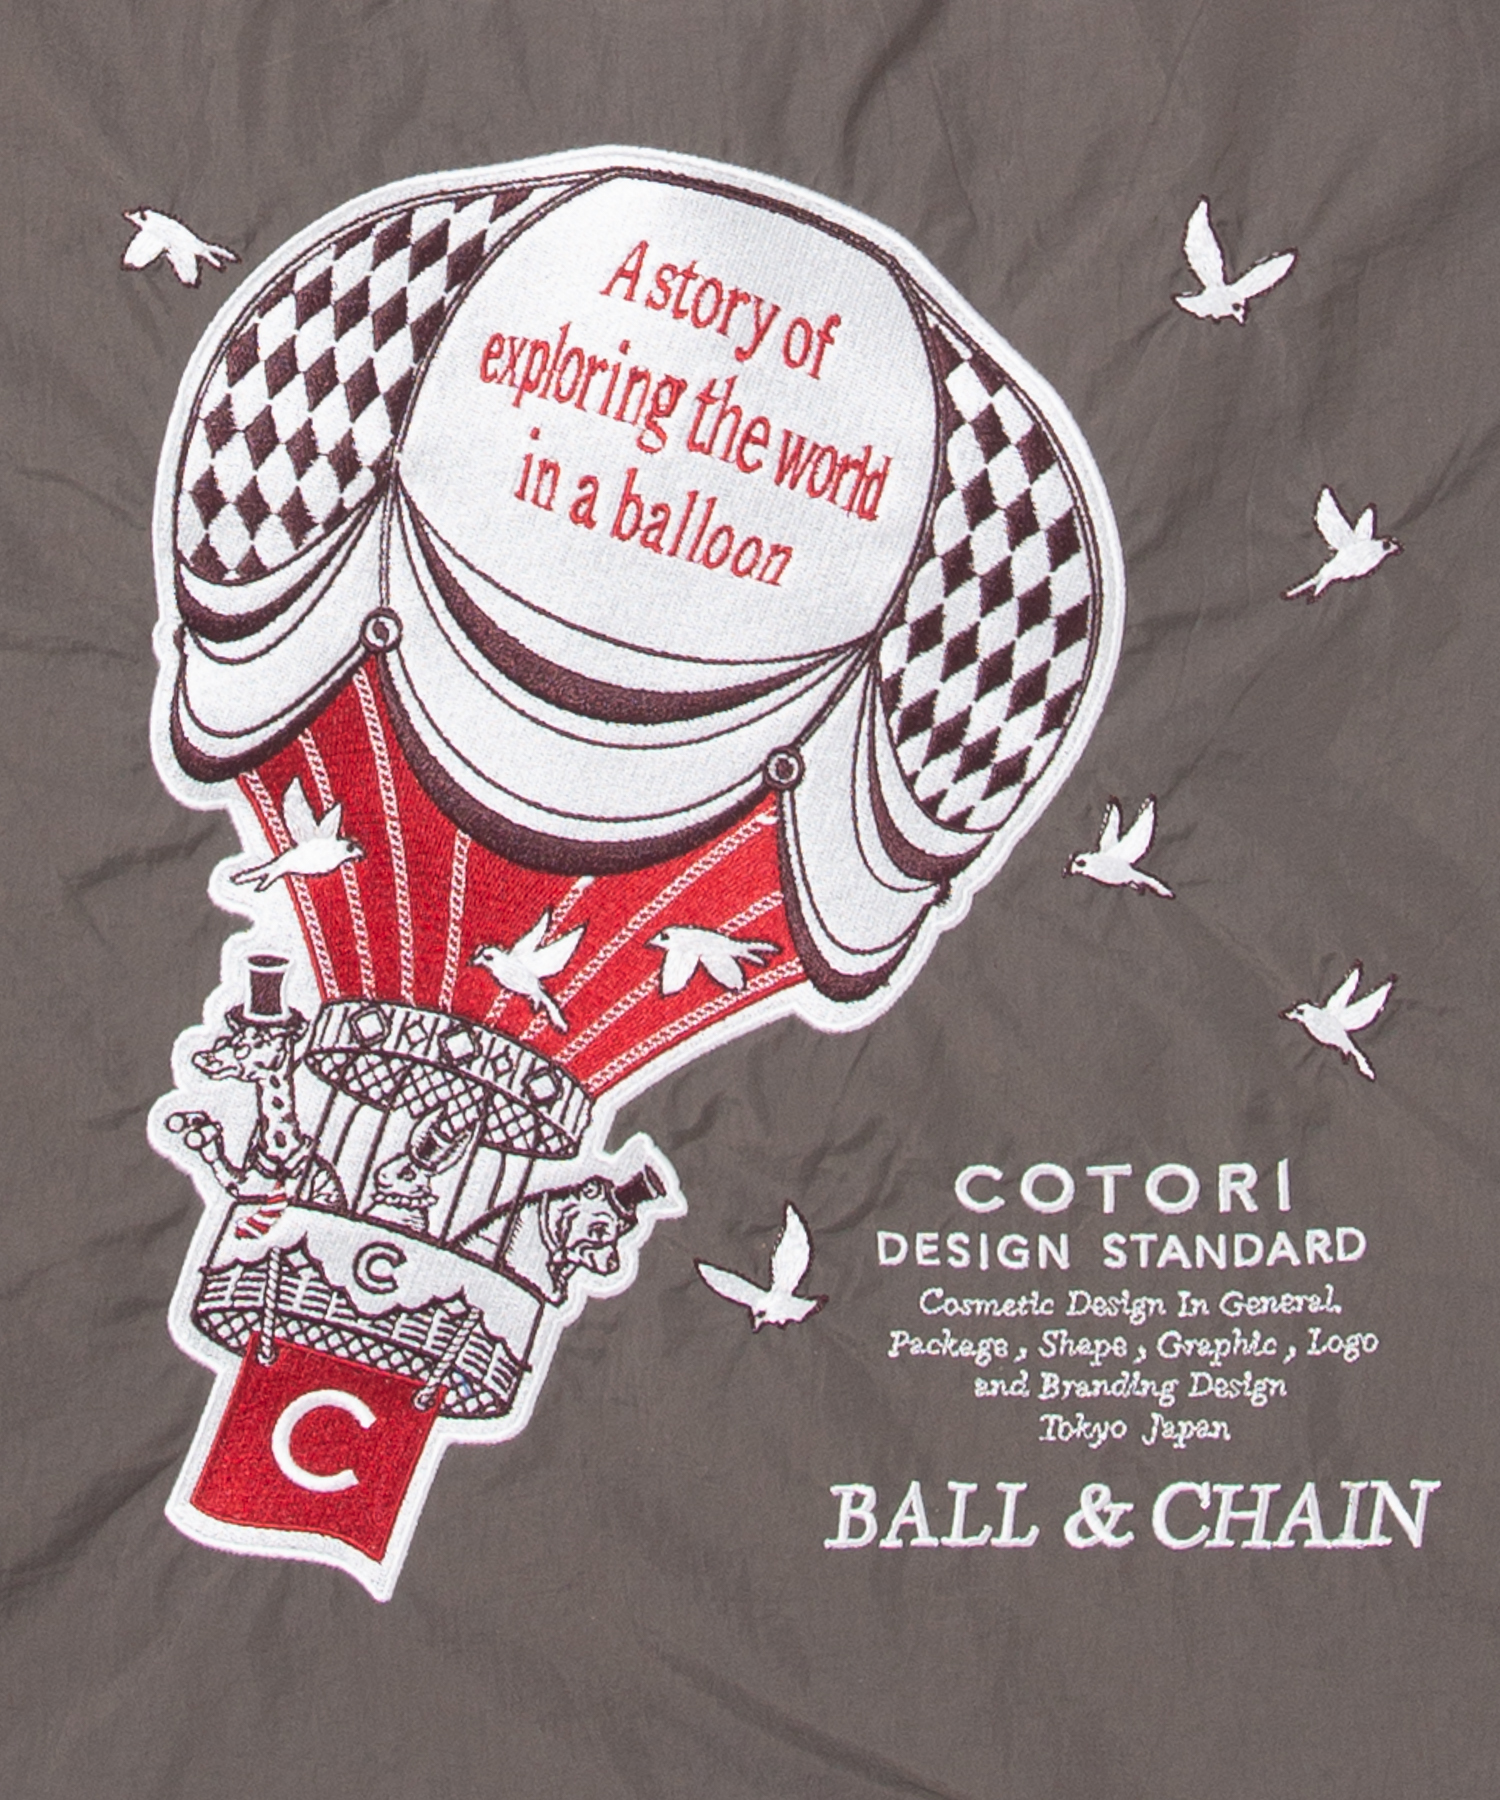 A story of
exploring the world
in a balloon
C
C
COTORI
DESIGN STANDARD
Cosmetic Design In General.
Package, Shape, Graphic, Logo
and Branding Design
Tokyo Japan
BALL & CHAIN